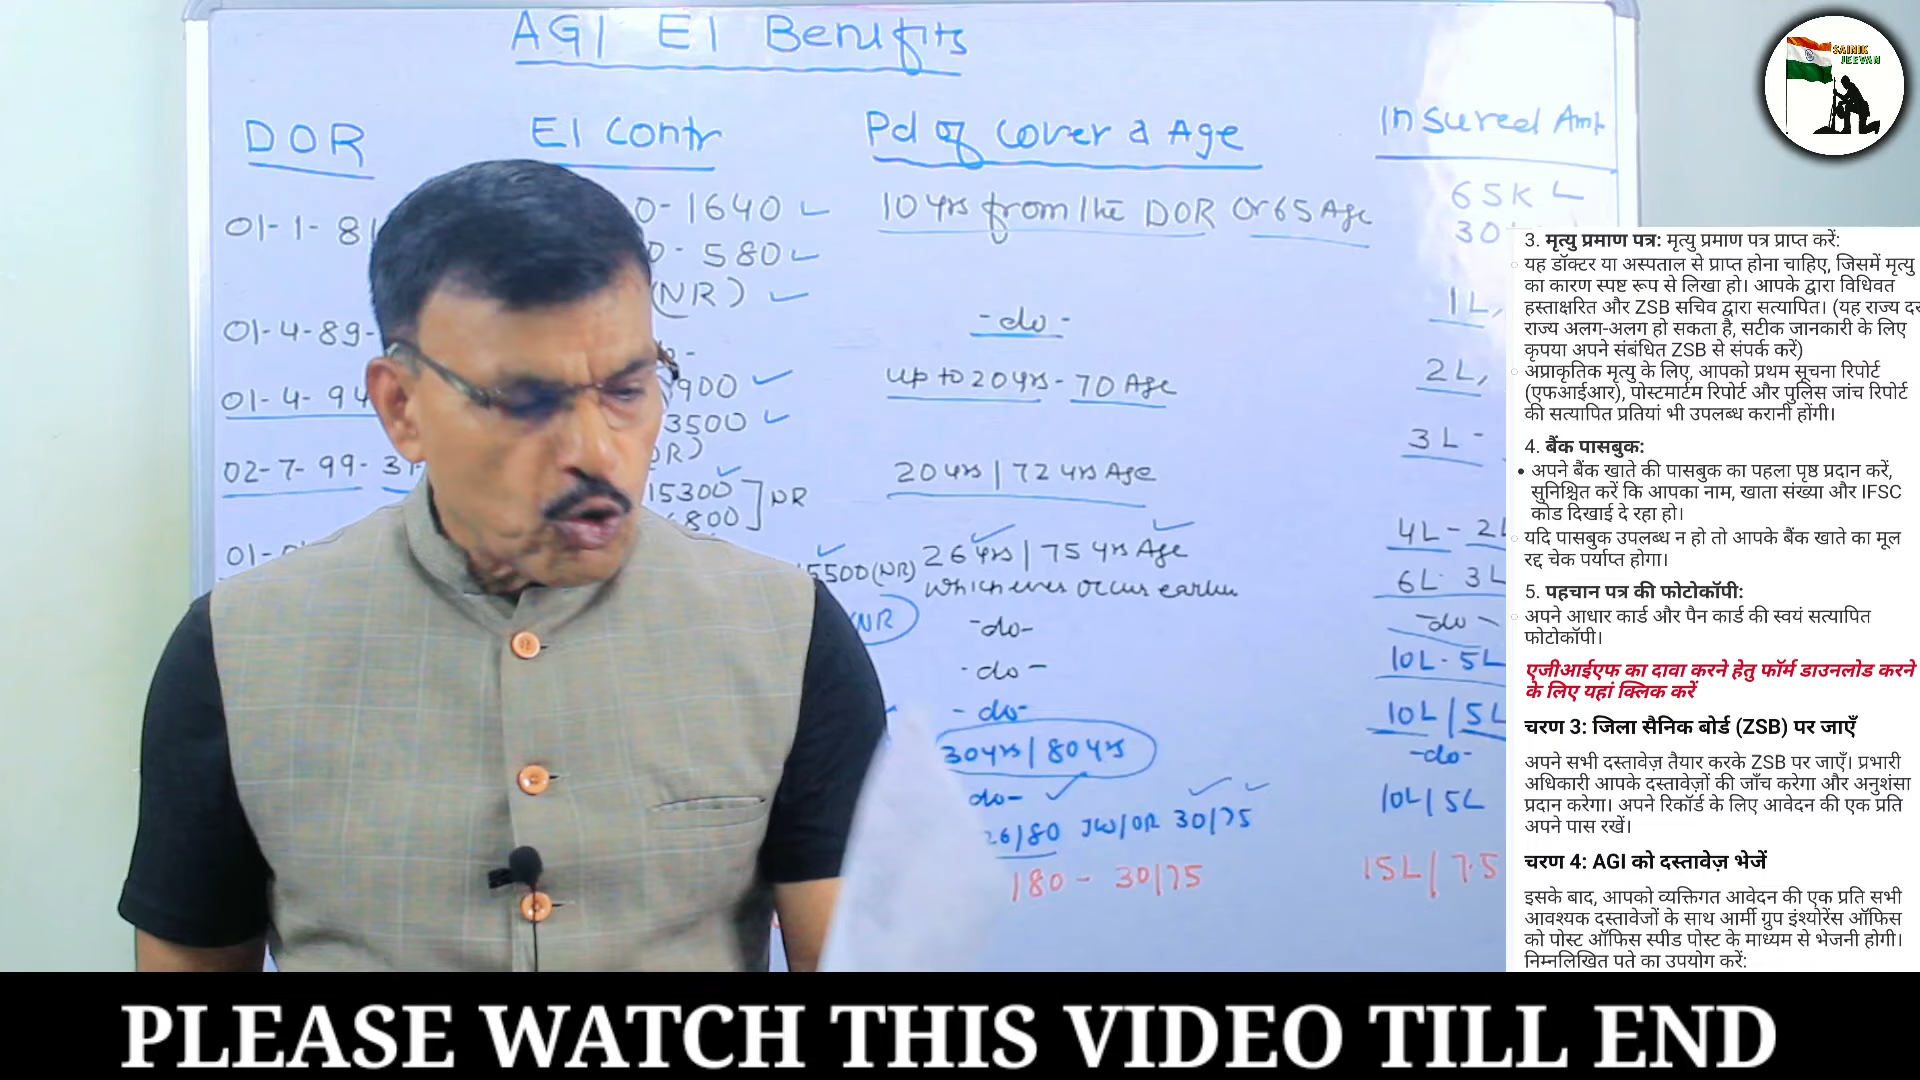 AGI EI Benifits
SAINIK
JEEVAN
DOR EI Contr Pd of Cover & Age Insured Amt
01-1-81 0-1640 10 yrs from the DOR Or 65 Age 65K
0-580 30
(NR)
01-4-89- -do- 1L,
01-4-94 900 up to 20 yrs - 70 Age 2L,
3500
02-7-99- 31- 20 yrs | 72 yrs Age 3L -
15300 NR
6800
01-0 26 yrs | 75 yrs Age 4L - 2L
5500(NR) which ever occur earlier 6L 3L
NR -do- -do-
-do- 10L - 5L
-do- 10L / 5L
30 yrs / 80 yrs -do-
do- 10L/5L
26/80 JW/OR 30/75
180 - 30/75 15L / 7.5
3. मृत्यु प्रमाण पत्र: मृत्यु प्रमाण पत्र प्राप्त करें:
यह डॉक्टर या अस्पताल से प्राप्त होना चाहिए, जिसमें मृत्यु
का कारण स्पष्ट रूप से लिखा हो। आपके द्वारा विधिवत
हस्ताक्षरित और ZSB सचिव द्वारा सत्यापित। (यह राज्य दर
राज्य अलग-अलग हो सकता है, सटीक जानकारी के लिए
कृपया अपने संबंधित ZSB से संपर्क करें)
अप्राकृतिक मृत्यु के लिए, आपको प्रथम सूचना रिपोर्ट
(एफआईआर), पोस्टमार्टम रिपोर्ट और पुलिस जांच रिपोर्ट
की सत्यापित प्रतियां भी उपलब्ध करानी होंगी।
4. बैंक पासबुक:
• अपने बैंक खाते की पासबुक का पहला पृष्ठ प्रदान करें,
सुनिश्चित करें कि आपका नाम, खाता संख्या और IFSC
कोड दिखाई दे रहा हो।
यदि पासबुक उपलब्ध न हो तो आपके बैंक खाते का मूल
रद्द चेक पर्याप्त होगा।
5. पहचान पत्र की फोटोकॉपी:
अपने आधार कार्ड और पैन कार्ड की स्वयं सत्यापित
फोटोकॉपी।
एजीआईएफ का दावा करने हेतु फॉर्म डाउनलोड करने
के लिए यहां क्लिक करें
चरण 3: जिला सैनिक बोर्ड (ZSB) पर जाएँ
अपने सभी दस्तावेज़ तैयार करके ZSB पर जाएँ। प्रभारी
अधिकारी आपके दस्तावेज़ों की जाँच करेगा और अनुशंसा
प्रदान करेगा। अपने रिकॉर्ड के लिए आवेदन की एक प्रति
अपने पास रखें।
चरण 4: AGI को दस्तावेज़ भेजें
इसके बाद, आपको व्यक्तिगत आवेदन की एक प्रति सभी
आवश्यक दस्तावेजों के साथ आर्मी ग्रुप इंश्योरेंस ऑफिस
को पोस्ट ऑफिस स्पीड पोस्ट के माध्यम से भेजनी होगी।
निम्नलिखित पते का उपयोग करें:
PLEASE WATCH THIS VIDEO TILL END